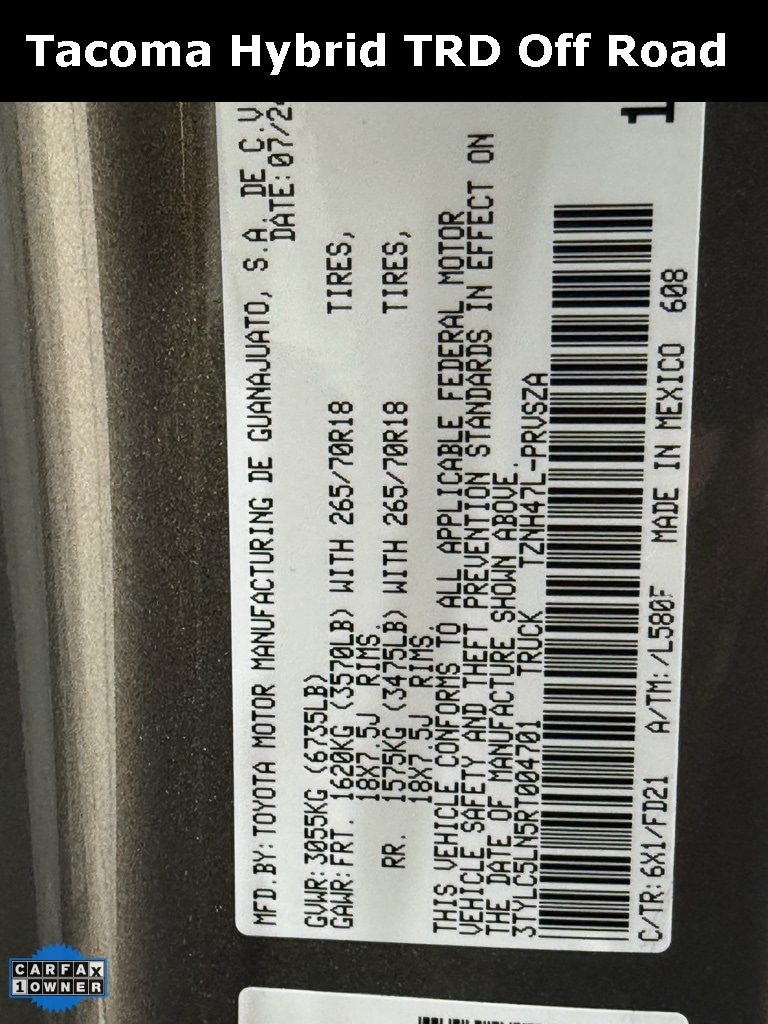 Tacoma Hybrid TRD Off Road
MFD.BY:TOYOTA MOTOR MANUFACTURING DE GUANAJUATO, S.A. DE C.V
DATE:07/24
GVWR:3055KG (6735LB)
GAWR:FRT. 1620KG (3570LB) WITH 265/70R18 TIRES,
18X7.5J RIMS.
RR. 1575KG (3475LB) WITH 265/70R18 TIRES,
18X7.5J RIMS.
THIS VEHICLE CONFORMS TO ALL APPLICABLE FEDERAL MOTOR
VEHICLE SAFETY AND THEFT PREVENTION STANDARDS IN EFFECT ON
THE DATE OF MANUFACTURE SHOWN ABOVE.
3TYLC5LN5RT004701 TRUCK TZNH47L-PRVSZA
1
C/TR:6X1/FD21 A/TM:/L580F MADE IN MEXICO 608
CARFAX
1 OWNER